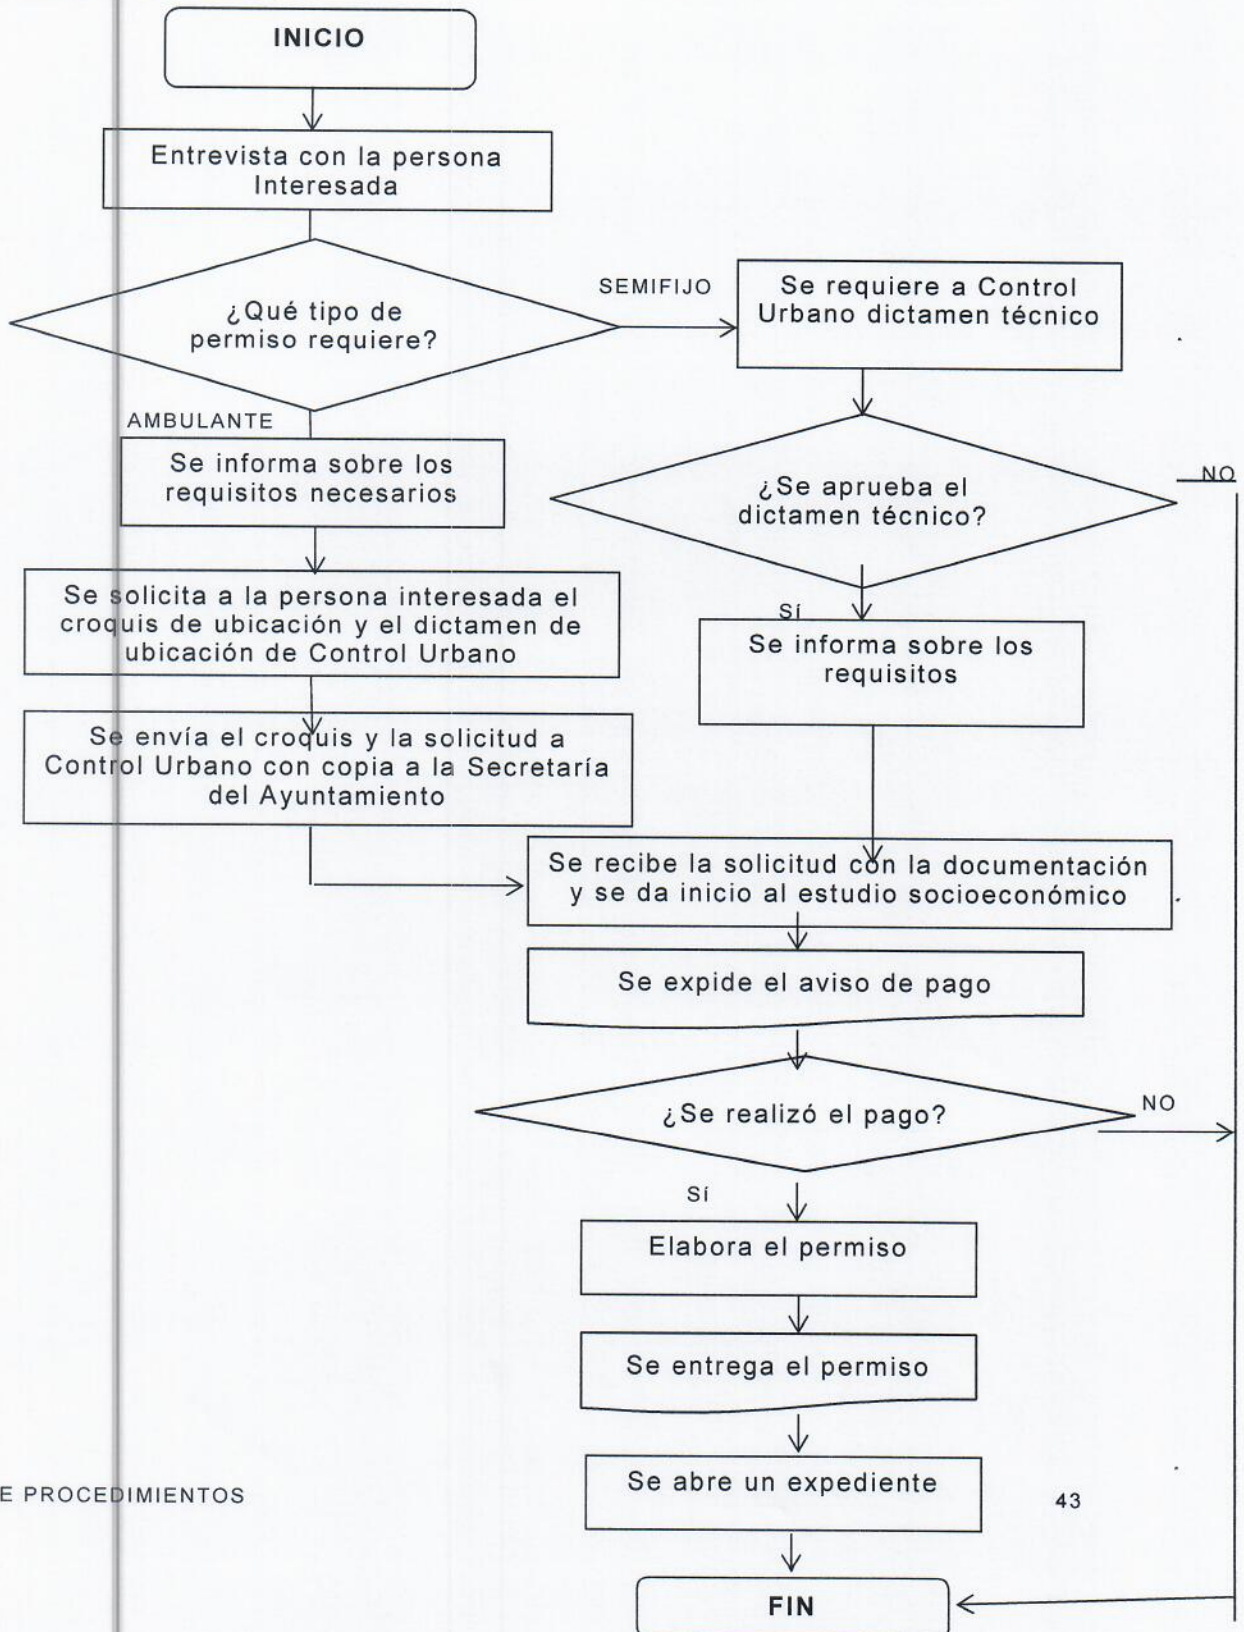 INICIO
Entrevista con la persona
Interesada
¿Qué tipo de
permiso requiere?
SEMIFIJO
Se requiere a Control
Urbano dictamen técnico
AMBULANTE
Se informa sobre los
requisitos necesarios
¿Se aprueba el
dictamen técnico?
NO
Se solicita a la persona interesada el
croquis de ubicación y el dictamen de
ubicación de Control Urbano
Sí
Se informa sobre los
requisitos
Se envía el croquis y la solicitud a
Control Urbano con copia a la Secretaría
del Ayuntamiento
Se recibe la solicitud con la documentación
y se da inicio al estudio socioeconómico
Se expide el aviso de pago
¿Se realizó el pago?
NO
Sí
Elabora el permiso
Se entrega el permiso
Se abre un expediente
E PROCEDIMIENTOS
43
FIN